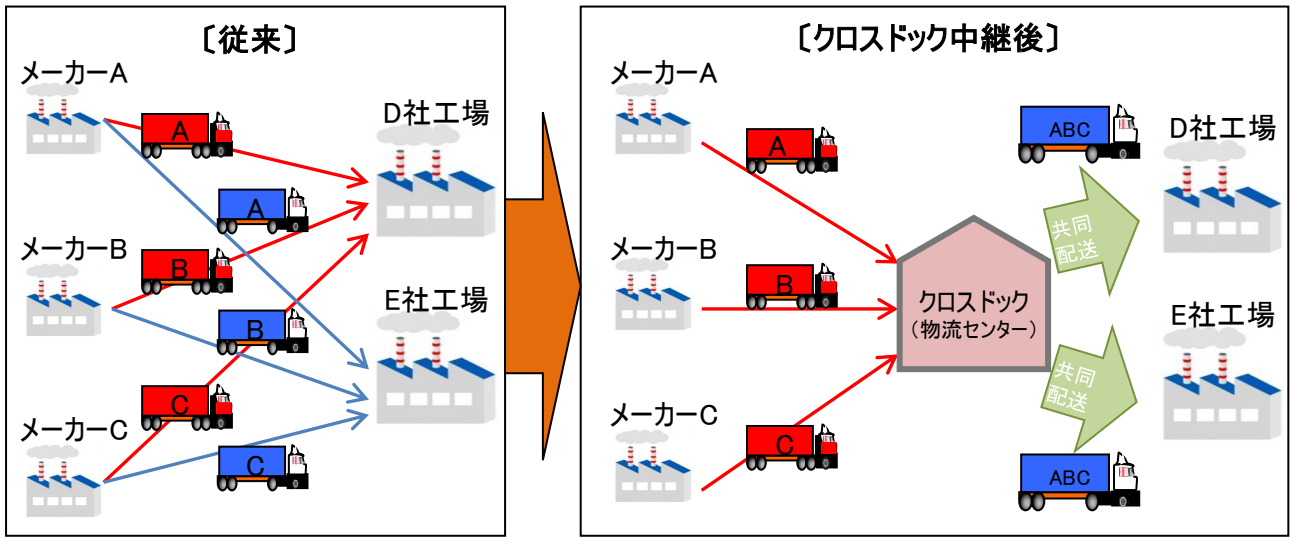 〔従来〕
メーカーA
A
D社工場
A
メーカーB
B
B
E社工場
C
メーカーC
C
〔クロスドック中継後〕
メーカーA
A
ABC
D社工場
共同
配送
メーカーB
B
クロスドック
（物流センター）
E社工場
共同
配送
メーカーC
C
ABC